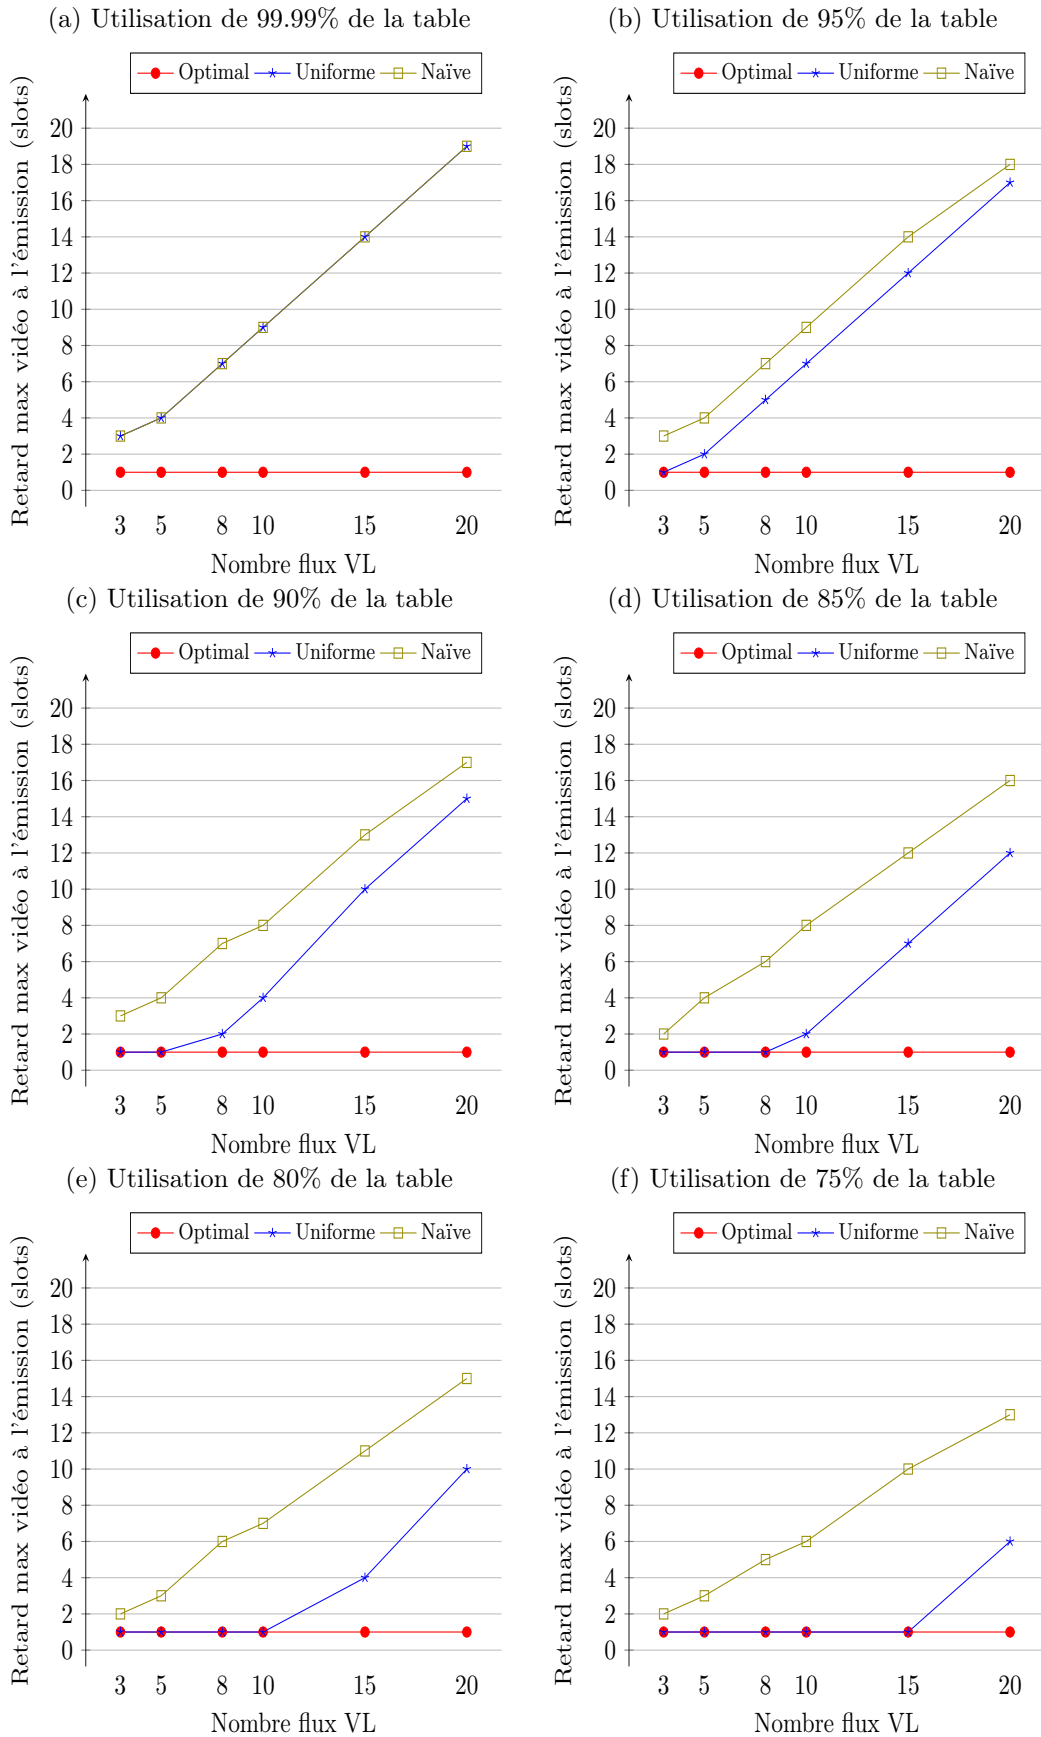 (a) Utilisation de 99.99% de la table
Optimal Uniforme Naïve
Retard max vidéo à l'émission (slots)
20
18
16
14
12
10
8
6
4
2
0
3 5 8 10 15 20
Nombre flux VL
(b) Utilisation de 95% de la table
Optimal Uniforme Naïve
Retard max vidéo à l'émission (slots)
20
18
16
14
12
10
8
6
4
2
0
3 5 8 10 15 20
Nombre flux VL
(c) Utilisation de 90% de la table
Optimal Uniforme Naïve
Retard max vidéo à l'émission (slots)
20
18
16
14
12
10
8
6
4
2
0
3 5 8 10 15 20
Nombre flux VL
(d) Utilisation de 85% de la table
Optimal Uniforme Naïve
Retard max vidéo à l'émission (slots)
20
18
16
14
12
10
8
6
4
2
0
3 5 8 10 15 20
Nombre flux VL
(e) Utilisation de 80% de la table
Optimal Uniforme Naïve
Retard max vidéo à l'émission (slots)
20
18
16
14
12
10
8
6
4
2
0
3 5 8 10 15 20
Nombre flux VL
(f) Utilisation de 75% de la table
Optimal Uniforme Naïve
Retard max vidéo à l'émission (slots)
20
18
16
14
12
10
8
6
4
2
0
3 5 8 10 15 20
Nombre flux VL